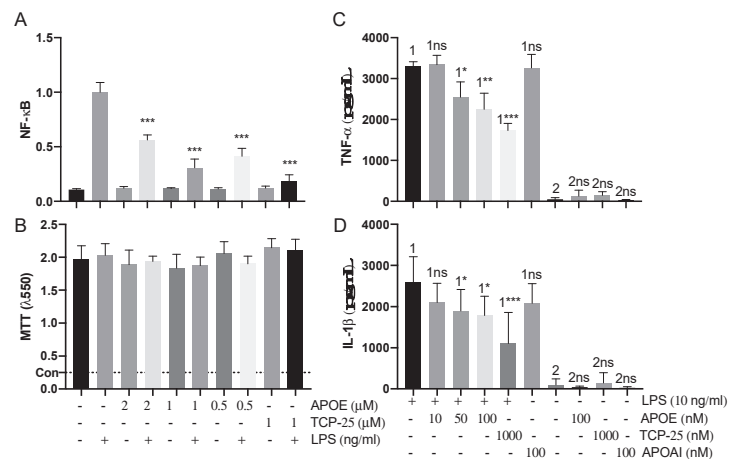 A
1.5
1.0
0.5
0.0
NF-κB
*** *** *** ***
B
2.5
2.0
1.5
1.0
0.5
0.0
MTT (λ550)
Con
- - 2 2 1 1 0.5 0.5 - - APOE (µM)
- - - - - - - - 1 1 TCP-25 (µM)
- + - + - + - + - + LPS (ng/ml)
C
4000
3000
2000
1000
0
TNF-α
1 1ns 1* 1** 1*** 1ns 2 2ns 2ns 2ns
D
4000
3000
2000
1000
0
IL-1β
1 1ns 1* 1* 1*** 1ns 2 2ns 2ns 2ns
+ + + + + - - - - - LPS (10 ng/ml)
- 10 50 100 - - - 100 - - APOE (nM)
- - - - 1000 - - - 1000 - TCP-25 (nM)
- - - - - 100 - - - 100 APOAI (nM)